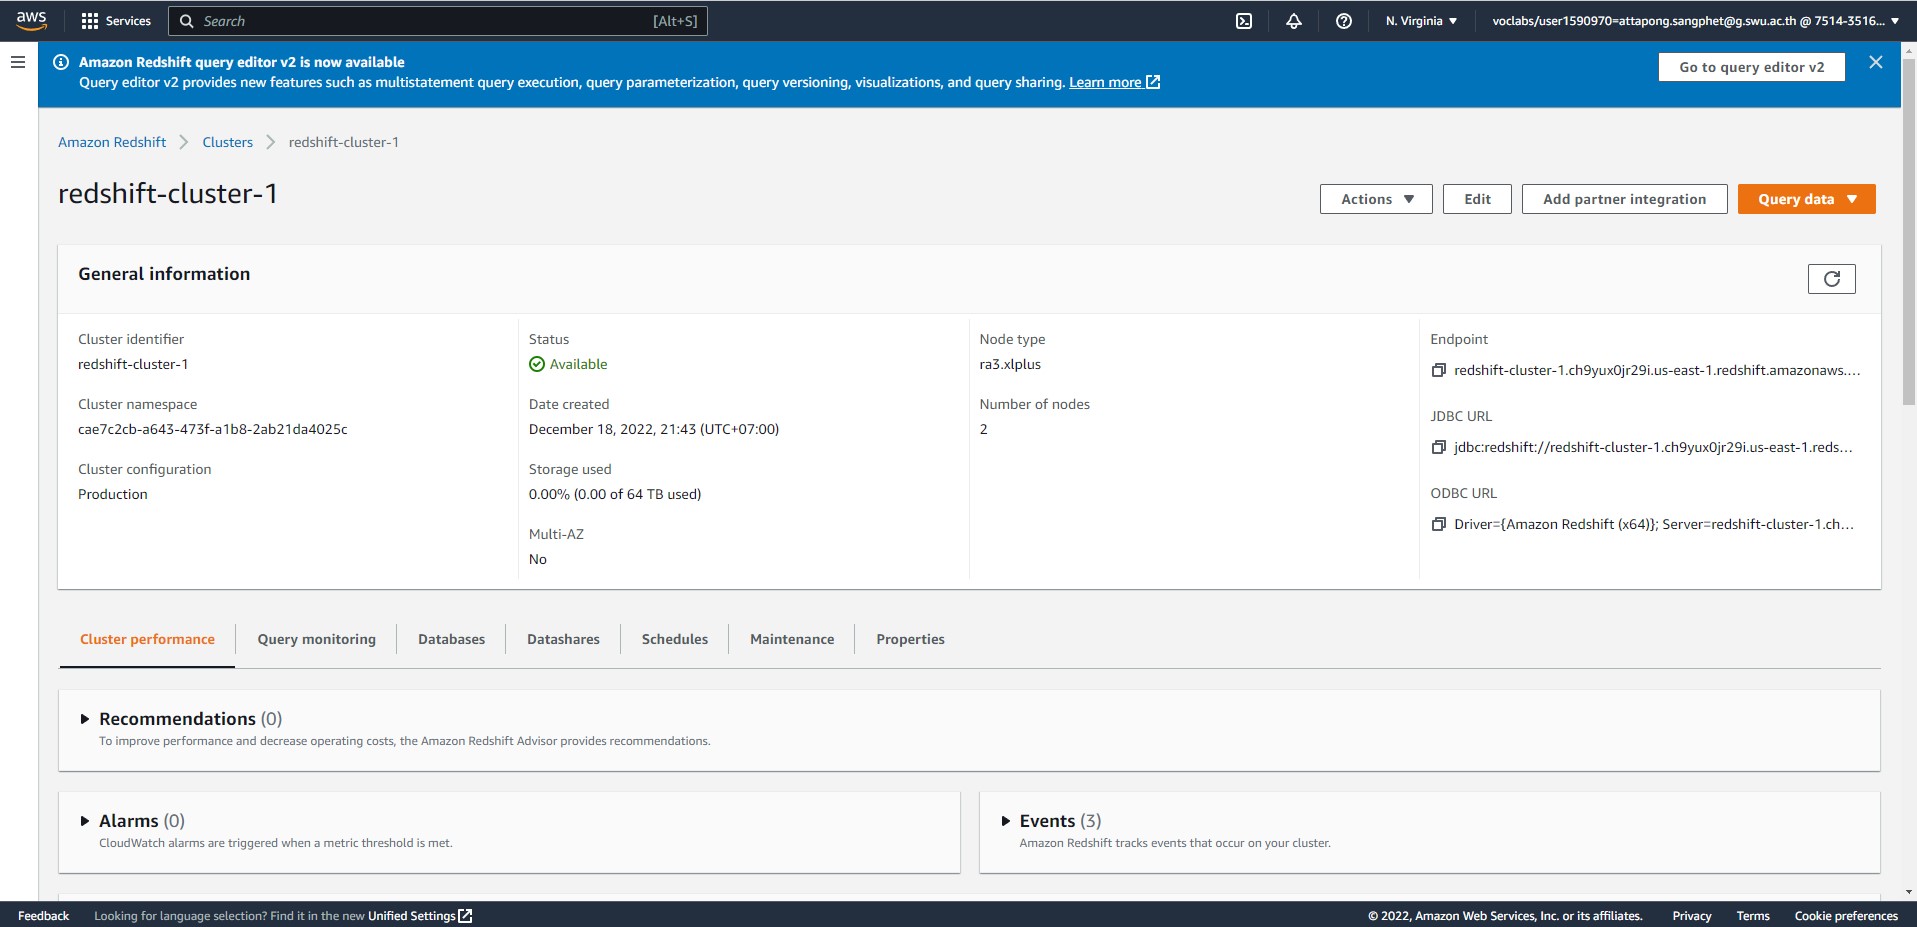 aws Services Search [Alt+S] N. Virginia voclabs/user1590970=attapong.sangphet@g.swu.ac.th @ 7514-3516...
Amazon Redshift query editor v2 is now available
Query editor v2 provides new features such as multistatement query execution, query parameterization, query versioning, visualizations, and query sharing. Learn more
Go to query editor v2
Amazon Redshift Clusters redshift-cluster-1
redshift-cluster-1
Actions Edit Add partner integration Query data
General information
Cluster identifier
redshift-cluster-1
Cluster namespace
cae7c2cb-a643-473f-a1b8-2ab21da4025c
Cluster configuration
Production
Status
Available
Date created
December 18, 2022, 21:43 (UTC+07:00)
Storage used
0.00% (0.00 of 64 TB used)
Multi-AZ
No
Node type
ra3.xlplus
Number of nodes
2
Endpoint
redshift-cluster-1.ch9yux0jr29i.us-east-1.redshift.amazonaws....
JDBC URL
jdbc:redshift://redshift-cluster-1.ch9yux0jr29i.us-east-1.reds...
ODBC URL
Driver={Amazon Redshift (x64)}; Server=redshift-cluster-1.ch...
Cluster performance Query monitoring Databases Datashares Schedules Maintenance Properties
Recommendations (0)
To improve performance and decrease operating costs, the Amazon Redshift Advisor provides recommendations.
Alarms (0)
CloudWatch alarms are triggered when a metric threshold is met.
Events (3)
Amazon Redshift tracks events that occur on your cluster.
Feedback Looking for language selection? Find it in the new Unified Settings © 2022, Amazon Web Services, Inc. or its affiliates. Privacy Terms Cookie preferences